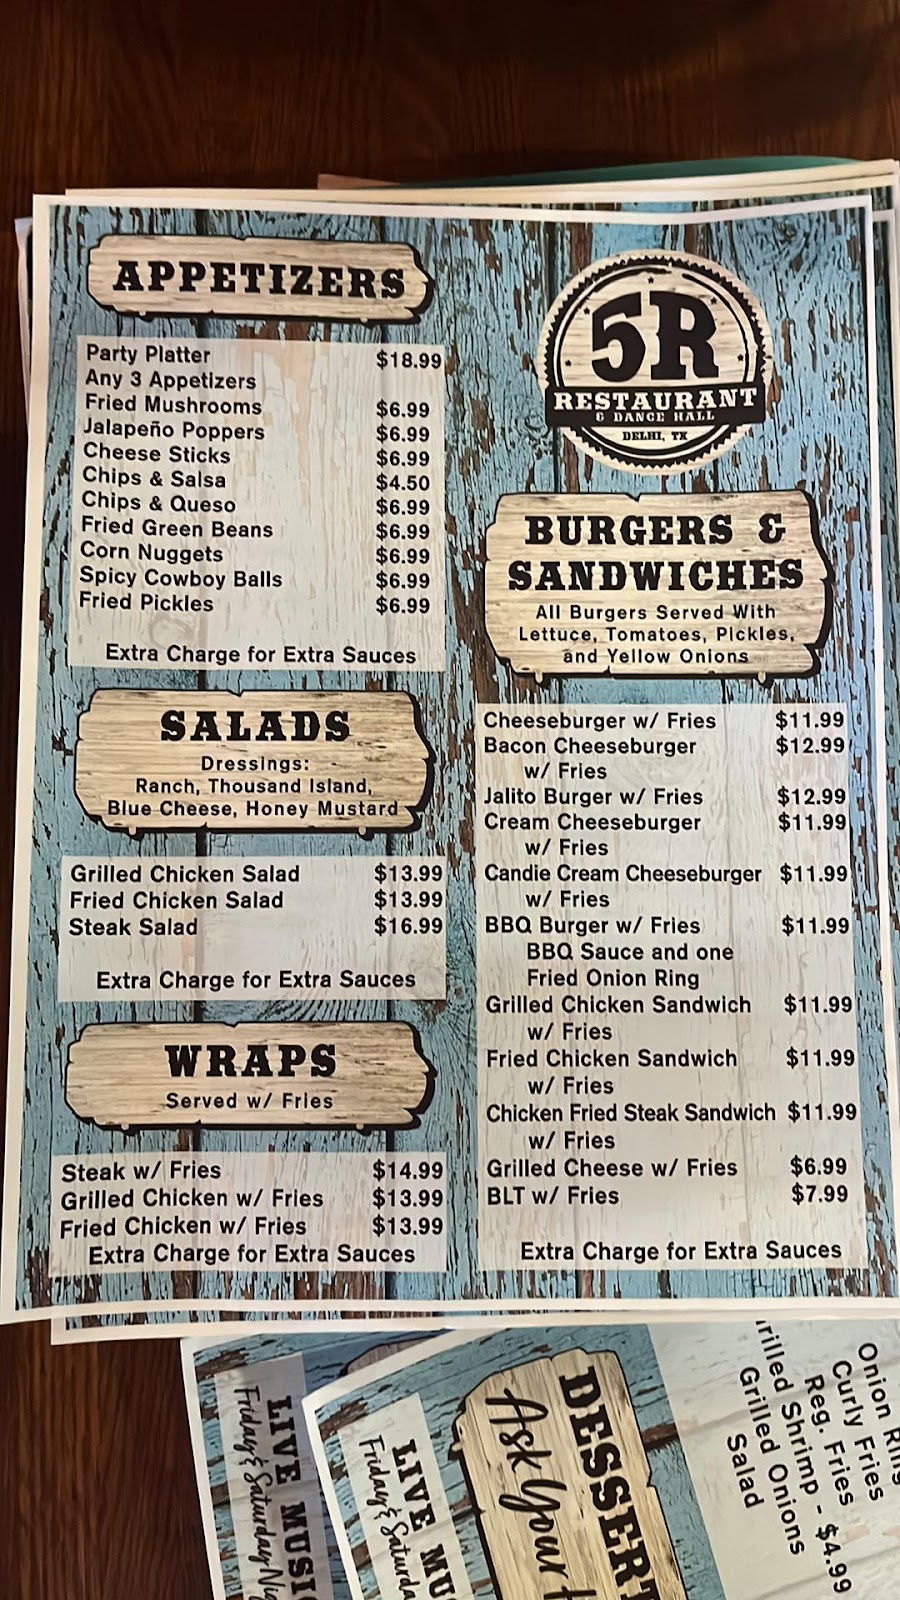 APPETIZERS
Party Platter $18.99
Any 3 Appetizers
Fried Mushrooms $6.99
Jalapeño Poppers $6.99
Cheese Sticks $6.99
Chips & Salsa $4.50
Chips & Queso $6.99
Fried Green Beans $6.99
Corn Nuggets $6.99
Spicy Cowboy Balls $6.99
Fried Pickles $6.99
Extra Charge for Extra Sauces
SALADS
Dressings:
Ranch, Thousand Island,
Blue Cheese, Honey Mustard
Grilled Chicken Salad $13.99
Fried Chicken Salad $13.99
Steak Salad $16.99
Extra Charge for Extra Sauces
WRAPS
Served w/ Fries
Steak w/ Fries $14.99
Grilled Chicken w/ Fries $13.99
Fried Chicken w/ Fries $13.99
Extra Charge for Extra Sauces
5R
RESTAURANT
& DANCE HALL
DELHI, TX
BURGERS &
SANDWICHES
All Burgers Served With
Lettuce, Tomatoes, Pickles,
and Yellow Onions
Cheeseburger w/ Fries $11.99
Bacon Cheeseburger $12.99
w/ Fries
Jalito Burger w/ Fries $12.99
Cream Cheeseburger $11.99
w/ Fries
Candie Cream Cheeseburger $11.99
w/ Fries
BBQ Burger w/ Fries $11.99
BBQ Sauce and one
Fried Onion Ring
Grilled Chicken Sandwich $11.99
w/ Fries
Fried Chicken Sandwich $11.99
w/ Fries
Chicken Fried Steak Sandwich $11.99
w/ Fries
Grilled Cheese w/ Fries $6.99
BLT w/ Fries $7.99
Extra Charge for Extra Sauces
LIVE MUSIC
Friday & Saturday Nig
LIVE MU
Friday & Saturda
DESSERT
Ask Your
Onion Rings
Curly Fries
Reg. Fries
rilled Shrimp - $4.99
Grilled Onions
Salad